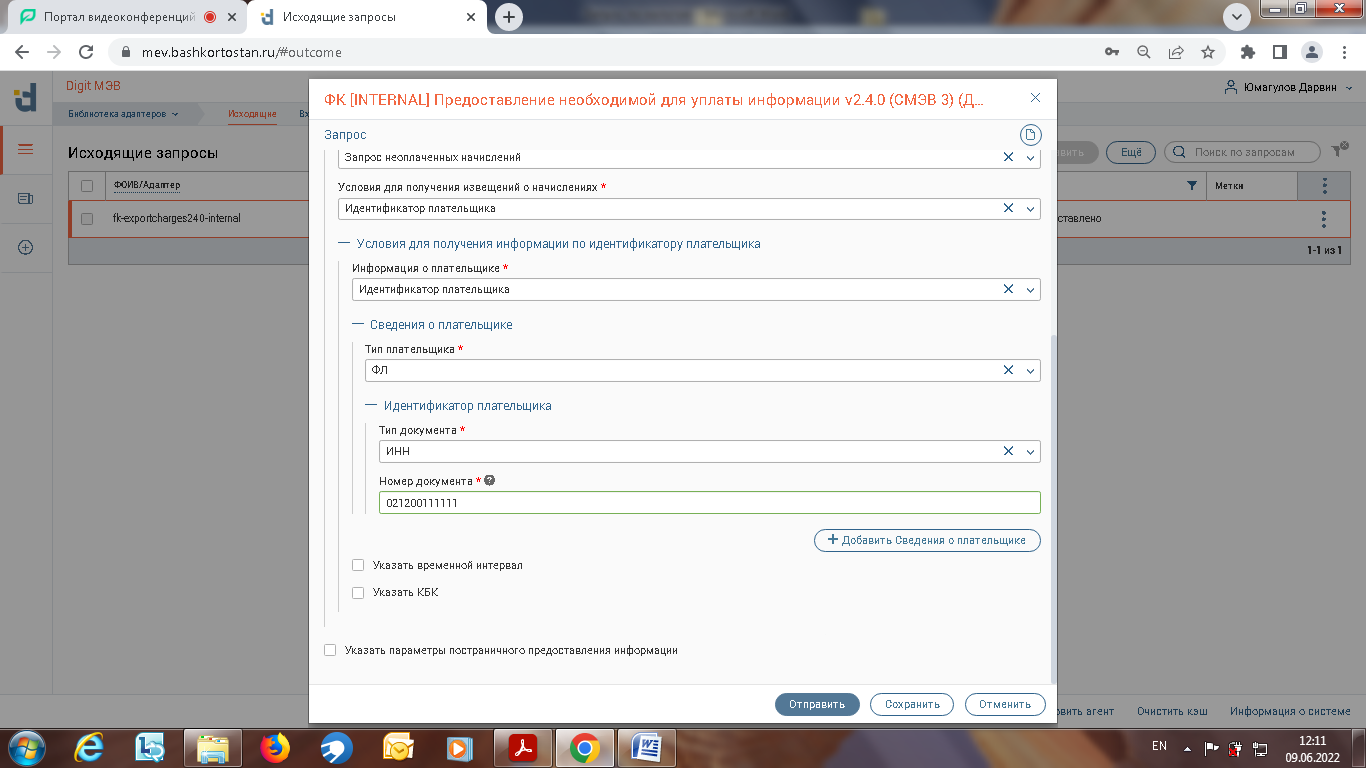 Портал видеоконференций
Исходящие запросы
mev.bashkortostan.ru/#outcome
Digit МЭВ
Юмагулов Дарвин
Библиотека адаптеров
Исходящие
Исходящие запросы
Ещё
Поиск по запросам
ФОИВ/Адаптер
Метки
fk-exportcharges240-internal
1-1 из 1
ФК [INTERNAL] Предоставление необходимой для уплаты информации v2.4.0 (СМЭВ 3) (Д...
Запрос
Запрос неоплаченных начислений
Условия для получения извещений о начислениях *
Идентификатор плательщика
Условия для получения информации по идентификатору плательщика
Информация о плательщике *
Идентификатор плательщика
Сведения о плательщике
Тип плательщика *
ФЛ
Идентификатор плательщика
Тип документа *
ИНН
Номер документа *
021200111111
+ Добавить Сведения о плательщике
Указать временной интервал
Указать КБК
Указать параметры постраничного предоставления информации
Отправить Сохранить Отменить
Очистить кэш Информация о системе
EN
12:11
09.06.2022